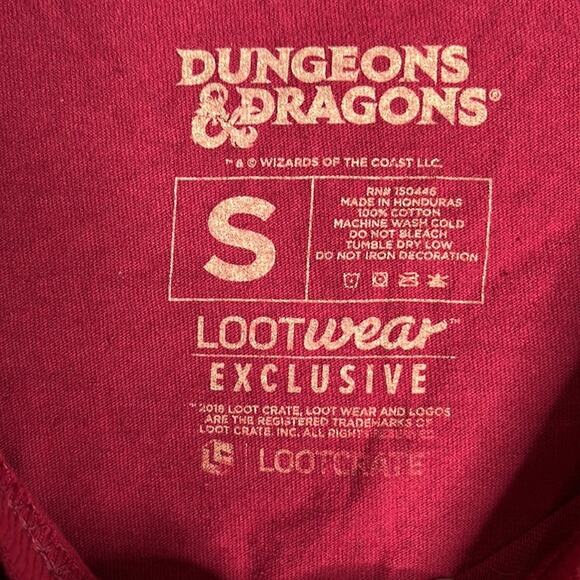 DUNGEONS
& DRAGONS®
™ & © WIZARDS OF THE COAST LLC.
S
RN# 150446
MADE IN HONDURAS
100% COTTON
MACHINE WASH COLD
DO NOT BLEACH
TUMBLE DRY LOW
DO NOT IRON DECORATION
LOOTwear™
EXCLUSIVE
™2018 LOOT CRATE, LOOT WEAR AND LOGOS
ARE THE REGISTERED TRADEMARKS OF
LOOT CRATE, INC. ALL RIGHTS
LC | LOOTCRATE